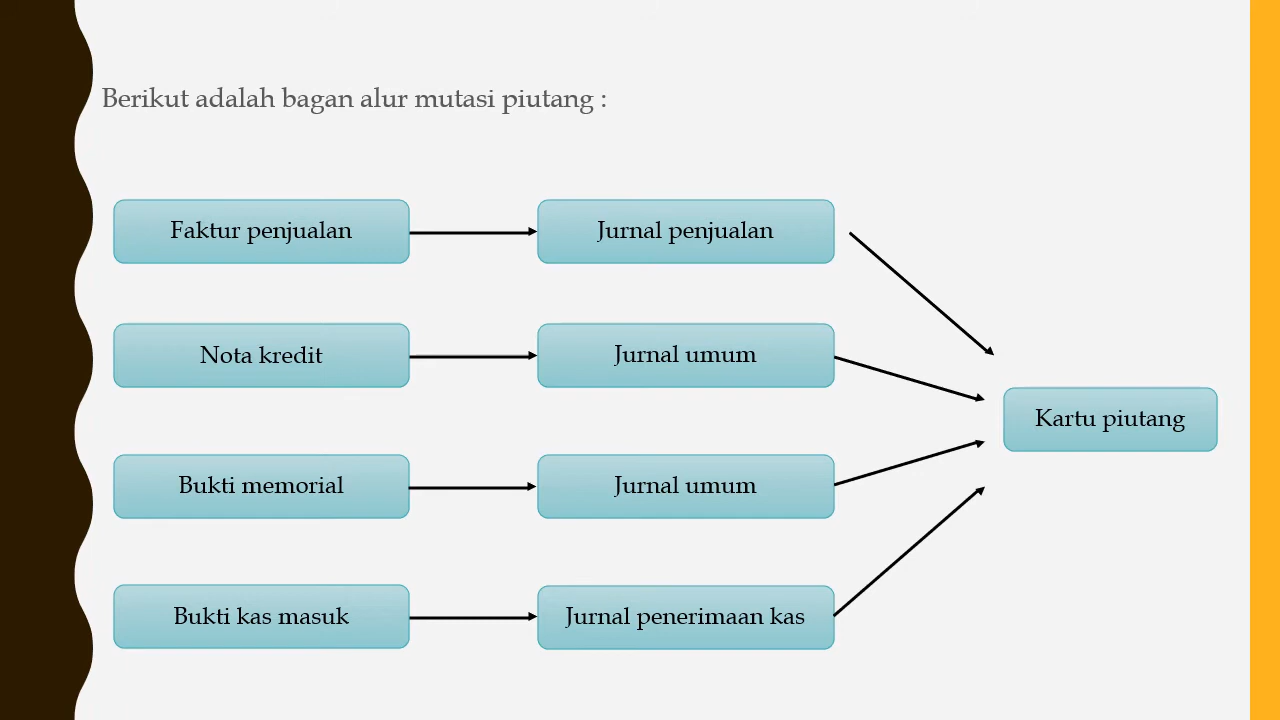 Berikut adalah bagan alur mutasi piutang :
Faktur penjualan
Jurnal penjualan
Nota kredit
Jurnal umum
Kartu piutang
Bukti memorial
Jurnal umum
Bukti kas masuk
Jurnal penerimaan kas